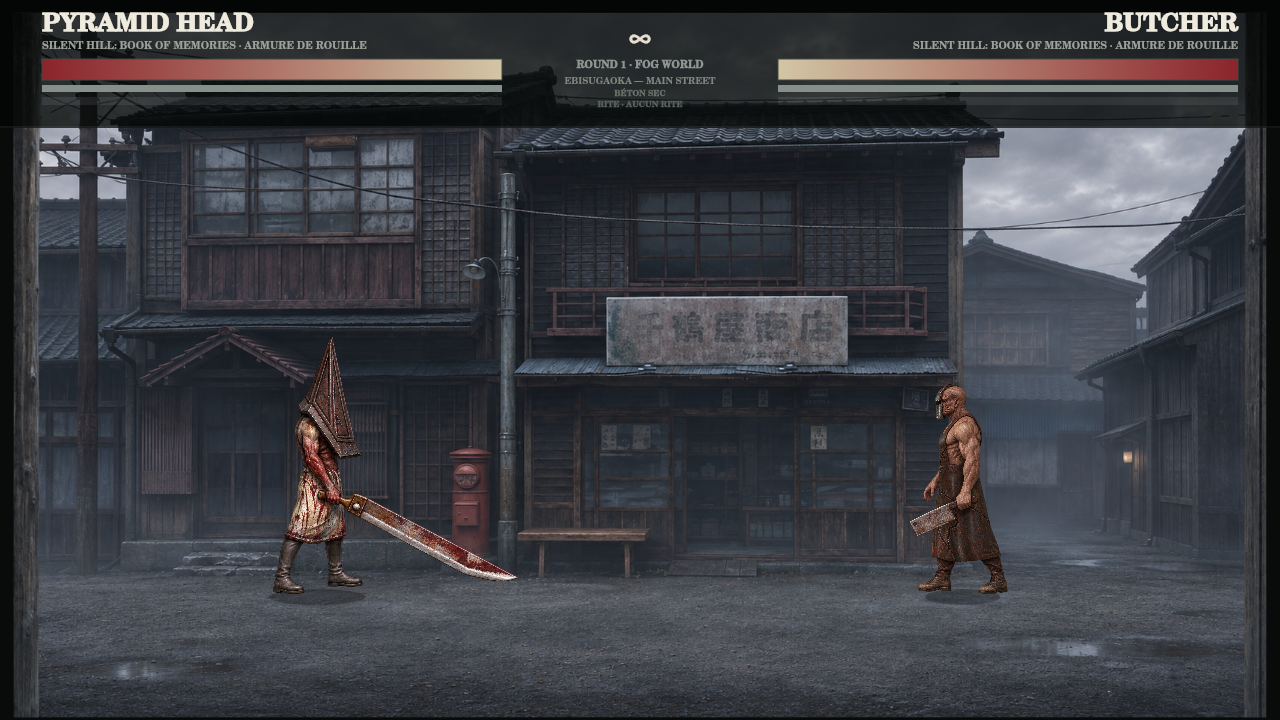 PYRAMID HEAD
SILENT HILL: BOOK OF MEMORIES · ARMURE DE ROUILLE
∞
ROUND 1 · FOG WORLD
EBISUGAOKA — MAIN STREET
BÉTON SEC
RITE · AUCUN RITE
BUTCHER
SILENT HILL: BOOK OF MEMORIES · ARMURE DE ROUILLE